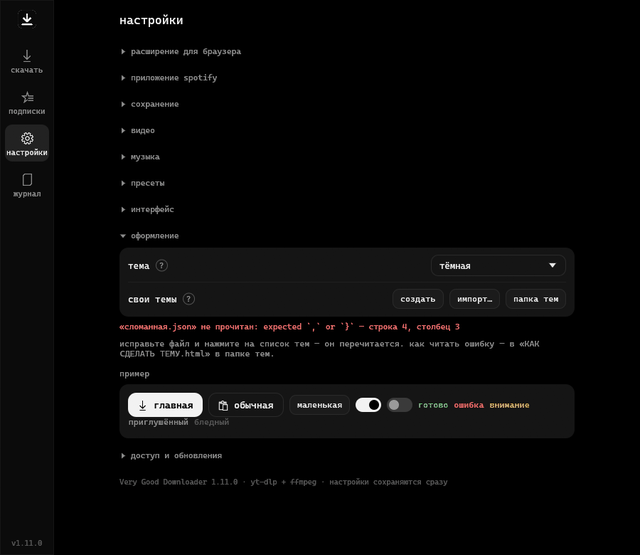 настройки
скачать
подписки
настройки
журнал
расширение для браузера
приложение spotify
сохранение
видео
музыка
пресеты
интерфейс
оформление
тема ? тёмная
свои темы ? создать импорт… папка тем
«сломанная.json» не прочитан: expected `,` or `}` — строка 4, столбец 3
исправьте файл и нажмите на список тем — он перечитается. как читать ошибку — в «КАК
СДЕЛАТЬ ТЕМУ.html» в папке тем.
пример
главная обычная маленькая готово ошибка внимание
приглушённый бледный
доступ и обновления
Very Good Downloader 1.11.0 · yt-dlp + ffmpeg · настройки сохраняются сразу
v1.11.0